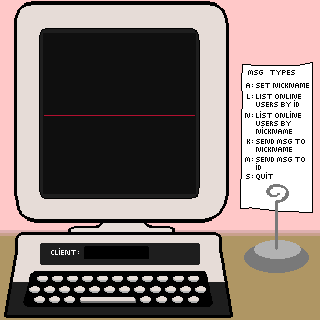 MSG TYPES
A: SET NICKNAME
L: LIST ONLINE
USERS BY ID
N: LIST ONLINE
USERS BY
NICKNAME
K: SEND MSG TO
NICKNAME
M: SEND MSG TO
ID
S: QUIT
CLIENT: